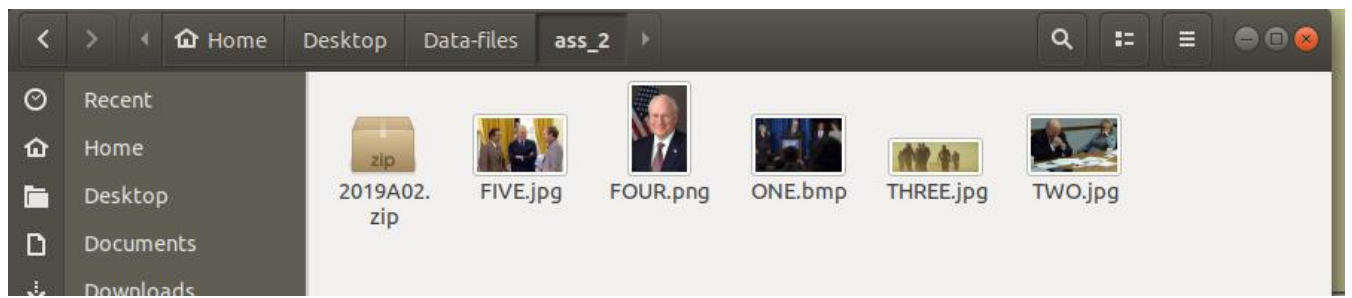 Home Desktop Data-files ass_2
Recent
Home
Desktop
Documents
Downloads
zip
2019A02.
zip
FIVE.jpg
FOUR.png
ONE.bmp
THREE.jpg
TWO.jpg